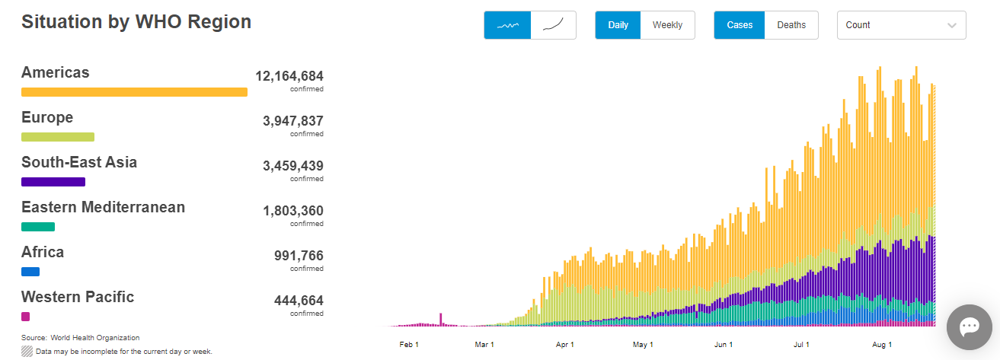 Situation by WHO Region
Daily
Weekly
Cases
Deaths
Count
Americas
12,164,684
confirmed
Europe
3,947,837
confirmed
South-East Asia
3,459,439
confirmed
Eastern Mediterranean
1,803,360
confirmed
Africa
991,766
confirmed
Western Pacific
444,664
confirmed
Source: World Health Organization
Data may be incomplete for the current day or week.
Feb 1
Mar 1
Apr 1
May 1
Jun 1
Jul 1
Aug 1